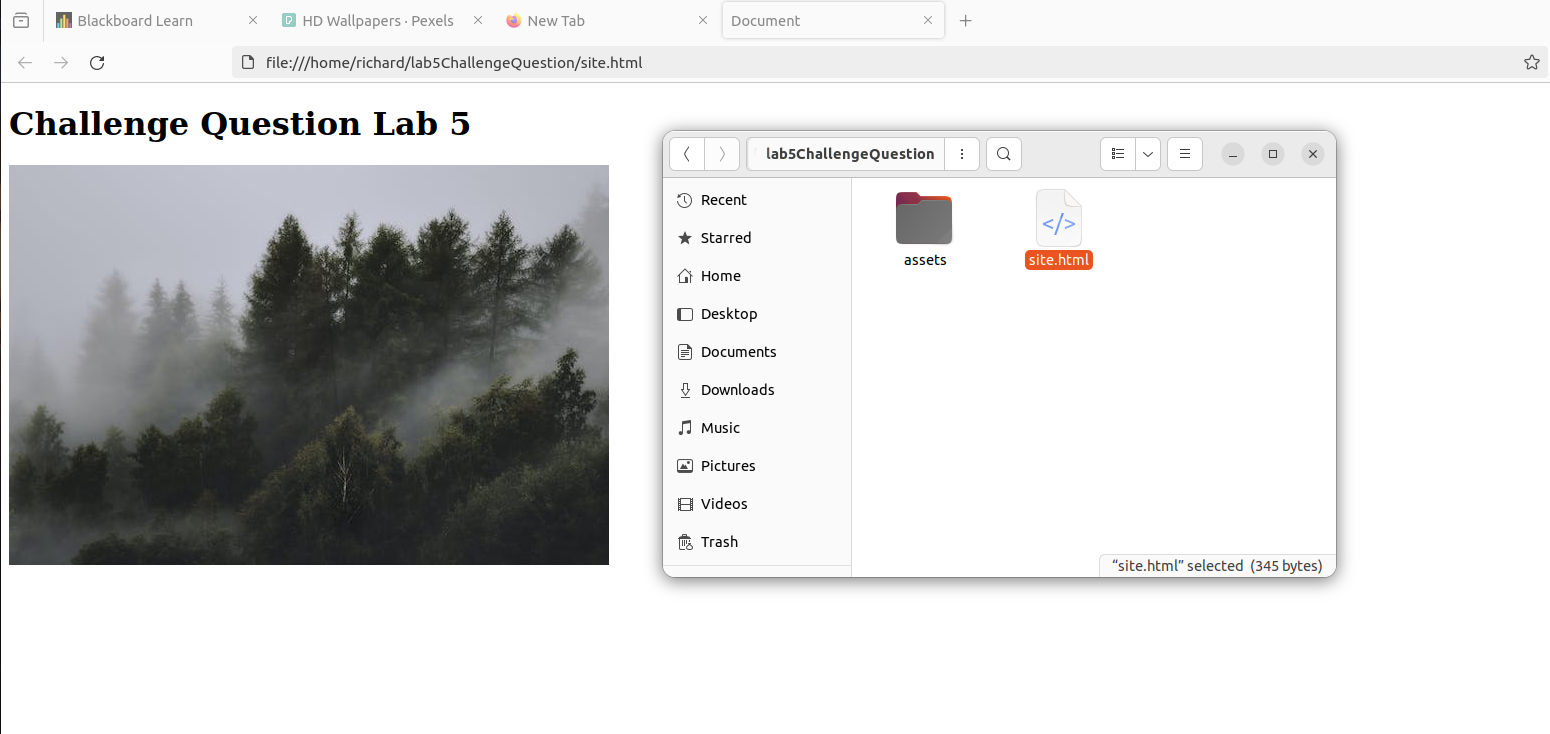 Blackboard Learn
HD Wallpapers · Pexels
New Tab
Document
file:///home/richard/lab5ChallengeQuestion/site.html
Challenge Question Lab 5
lab5ChallengeQuestion
Recent
Starred
Home
Desktop
Documents
Downloads
Music
Pictures
Videos
Trash
assets
</>
site.html
“site.html” selected (345 bytes)